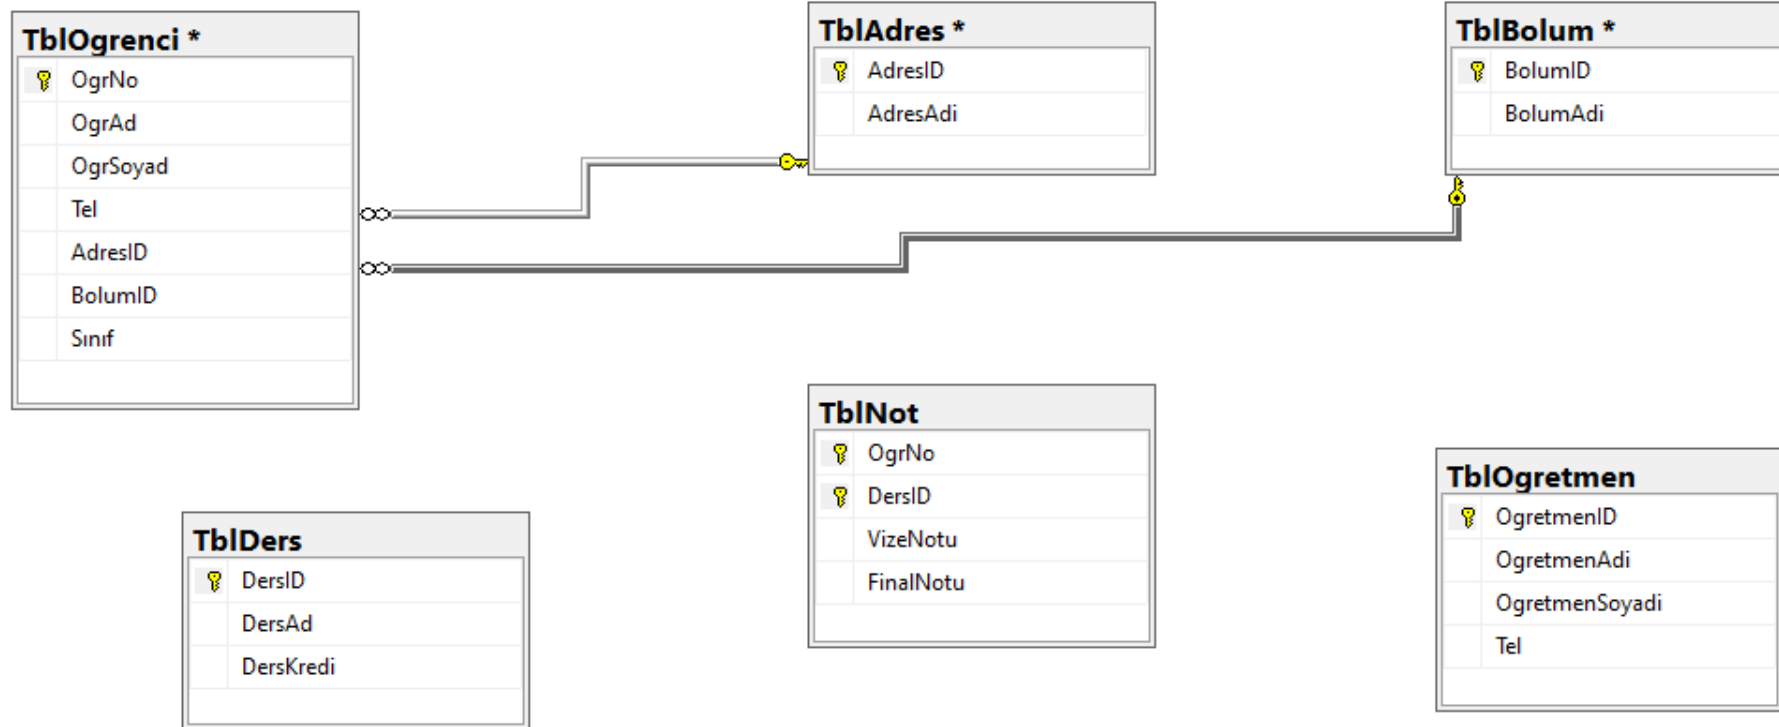 TblOgrenci *
OgrNo
OgrAd
OgrSoyad
Tel
AdresID
BolumID
Sınıf
TblAdres *
AdresID
AdresAdi
TblBolum *
BolumID
BolumAdi
TblDers
DersID
DersAd
DersKredi
TblNot
OgrNo
DersID
VizeNotu
FinalNotu
TblOgretmen
OgretmenID
OgretmenAdi
OgretmenSoyadi
Tel